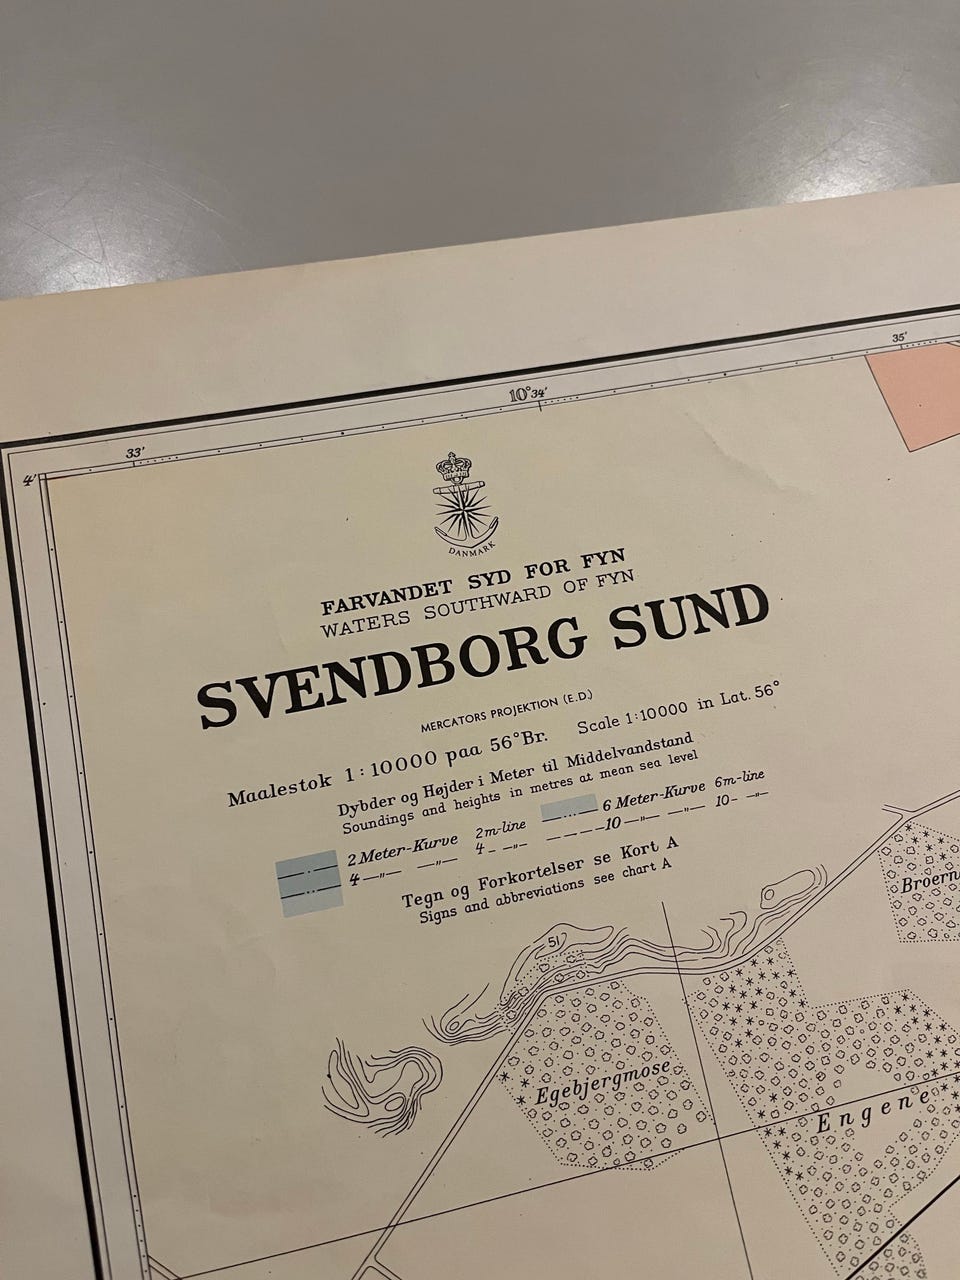 35'
10°34'
33'
4'
DANMARK
FARVANDET SYD FOR FYN
WATERS SOUTHWARD OF FYN
SVENDBORG SUND
MERCATORS PROJEKTION (E.D.)
Maalestok 1:10000 paa 56°Br. Scale 1:10000 in Lat. 56°
Dybder og Højder i Meter til Middelvandstand
Soundings and heights in metres at mean sea level
2 Meter-Kurve 2m-line 6 Meter-Kurve 6m-line
4 —„— —„— 4 - -„- 10 —„— —„— 10- -„-
Tegn og Forkortelser se Kort A
Signs and abbreviations see chart A
51
Egebjergmose
Engene